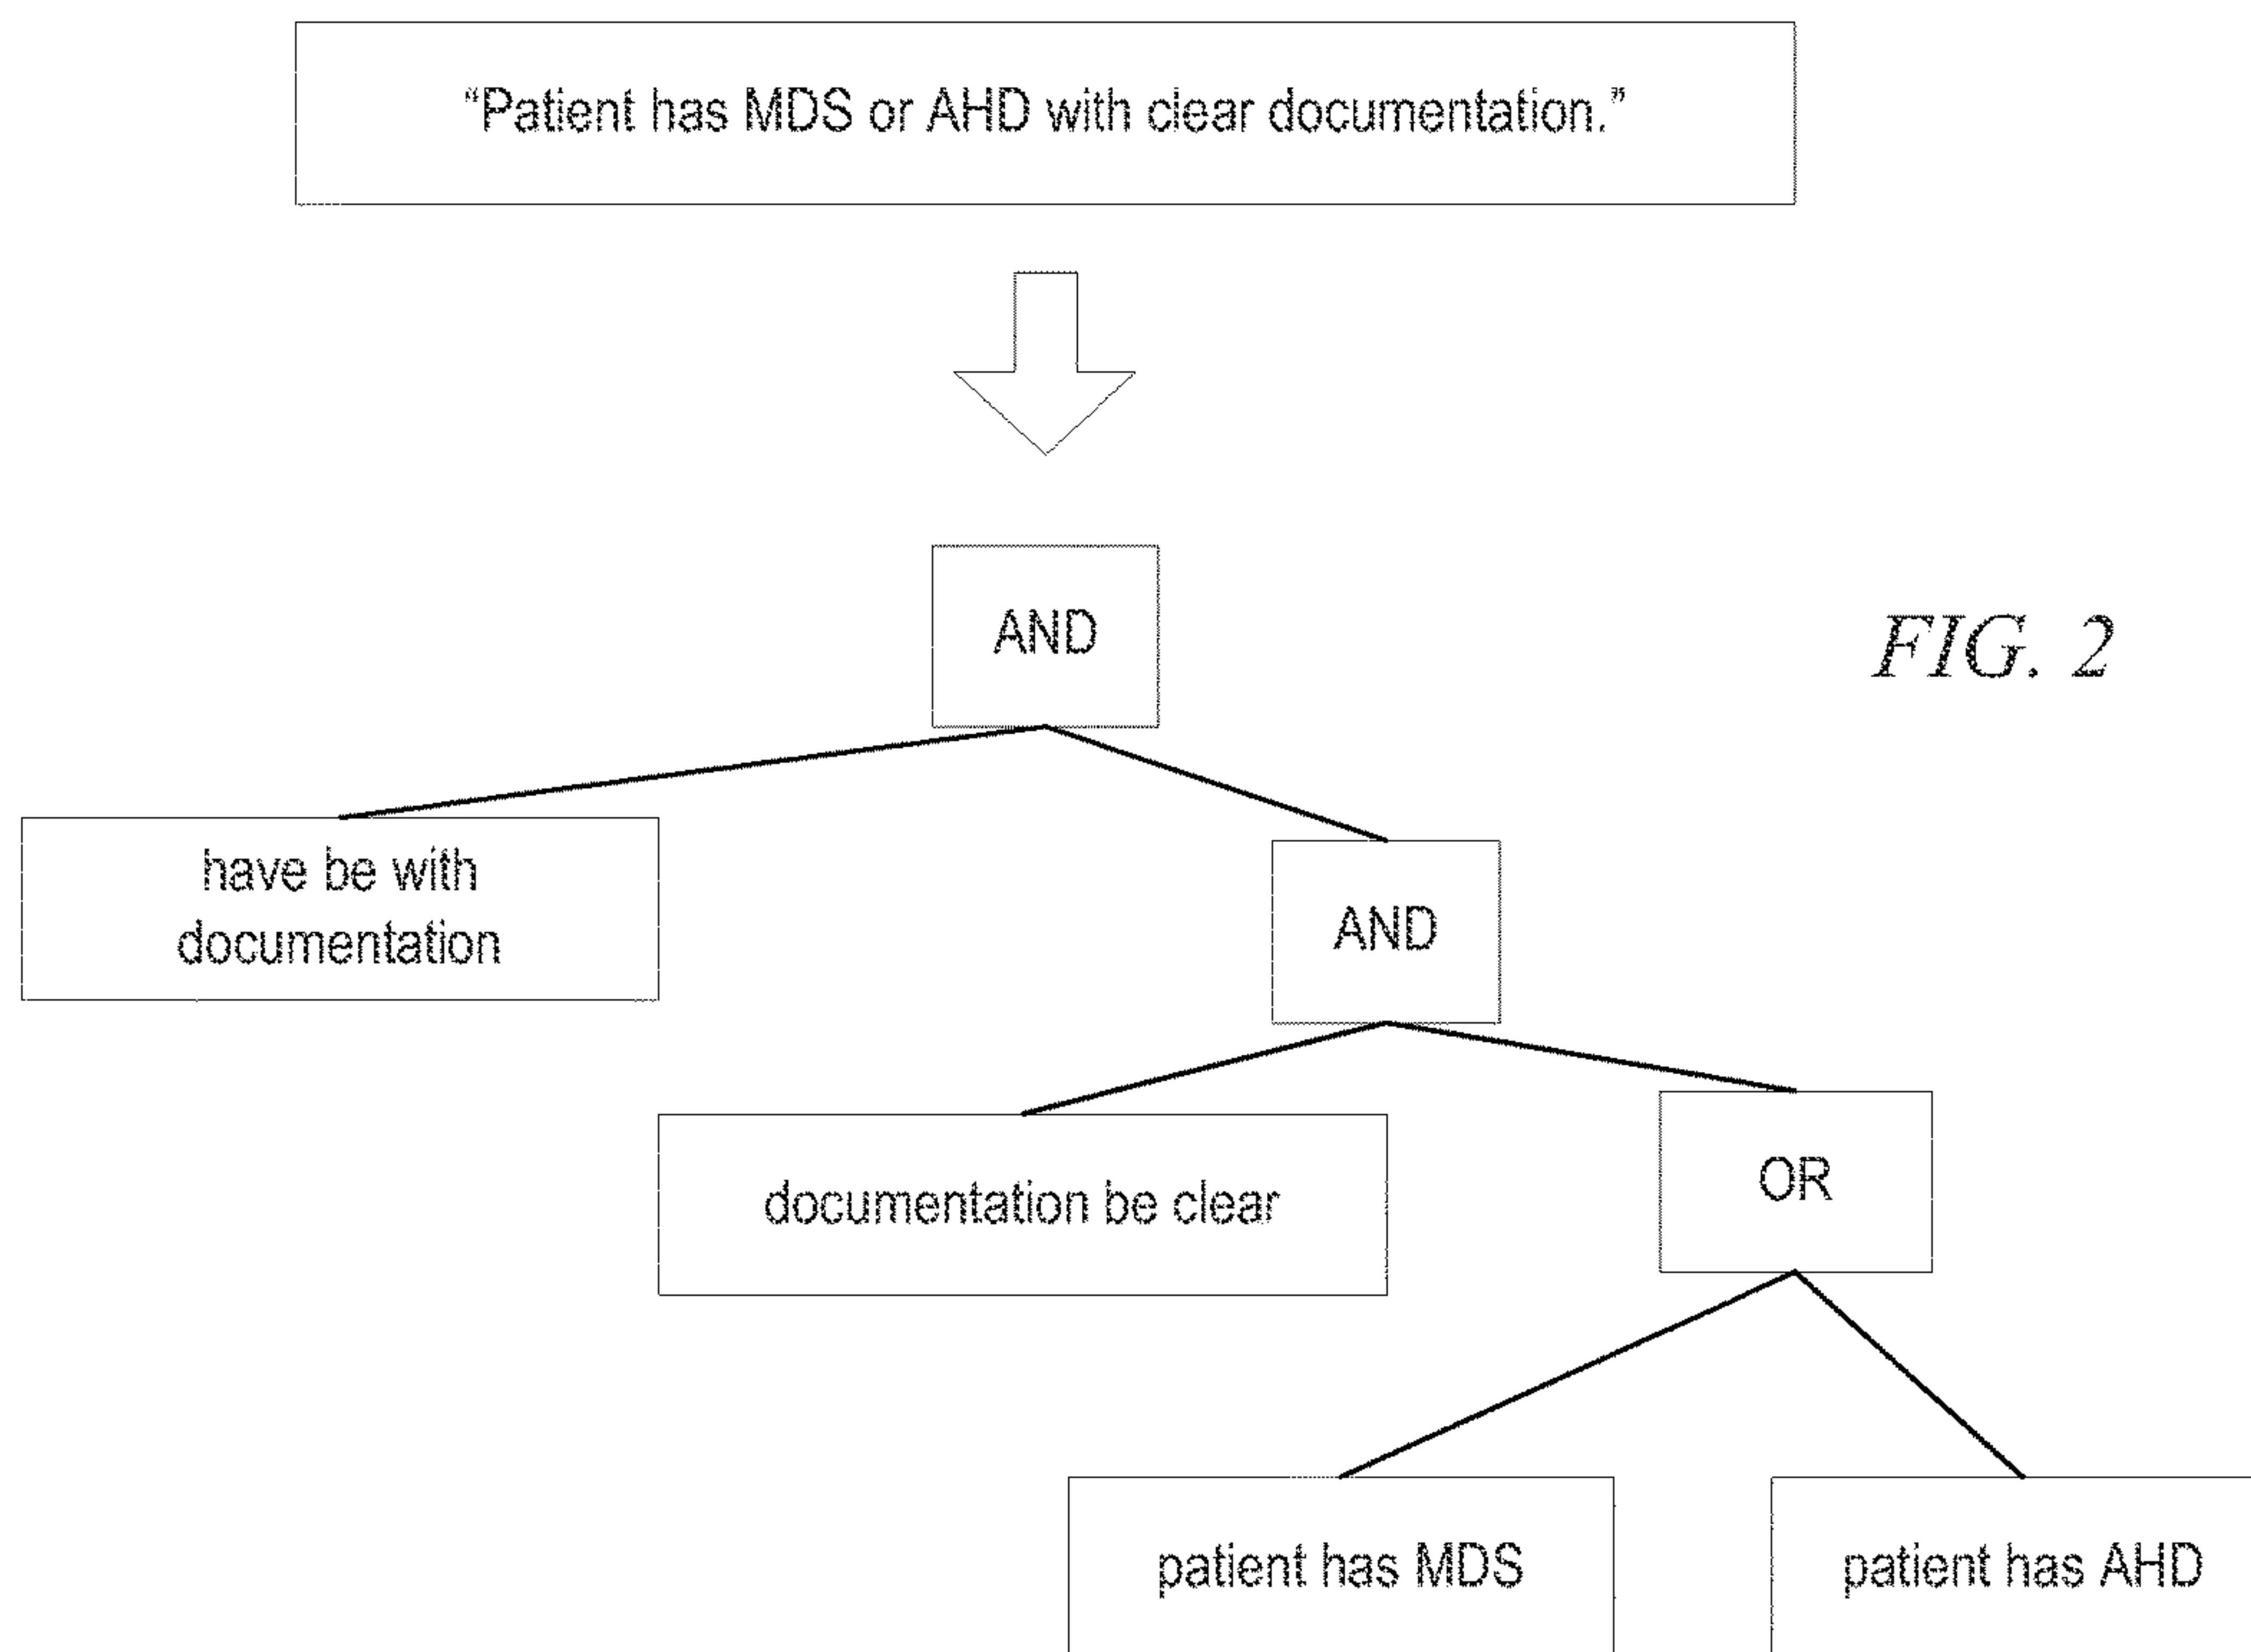 “Patient has MDS or AHD with clear documentation.”
AND
FIG. 2
have be with
documentation
AND
documentation be clear
OR
patient has MDS
patient has AHD